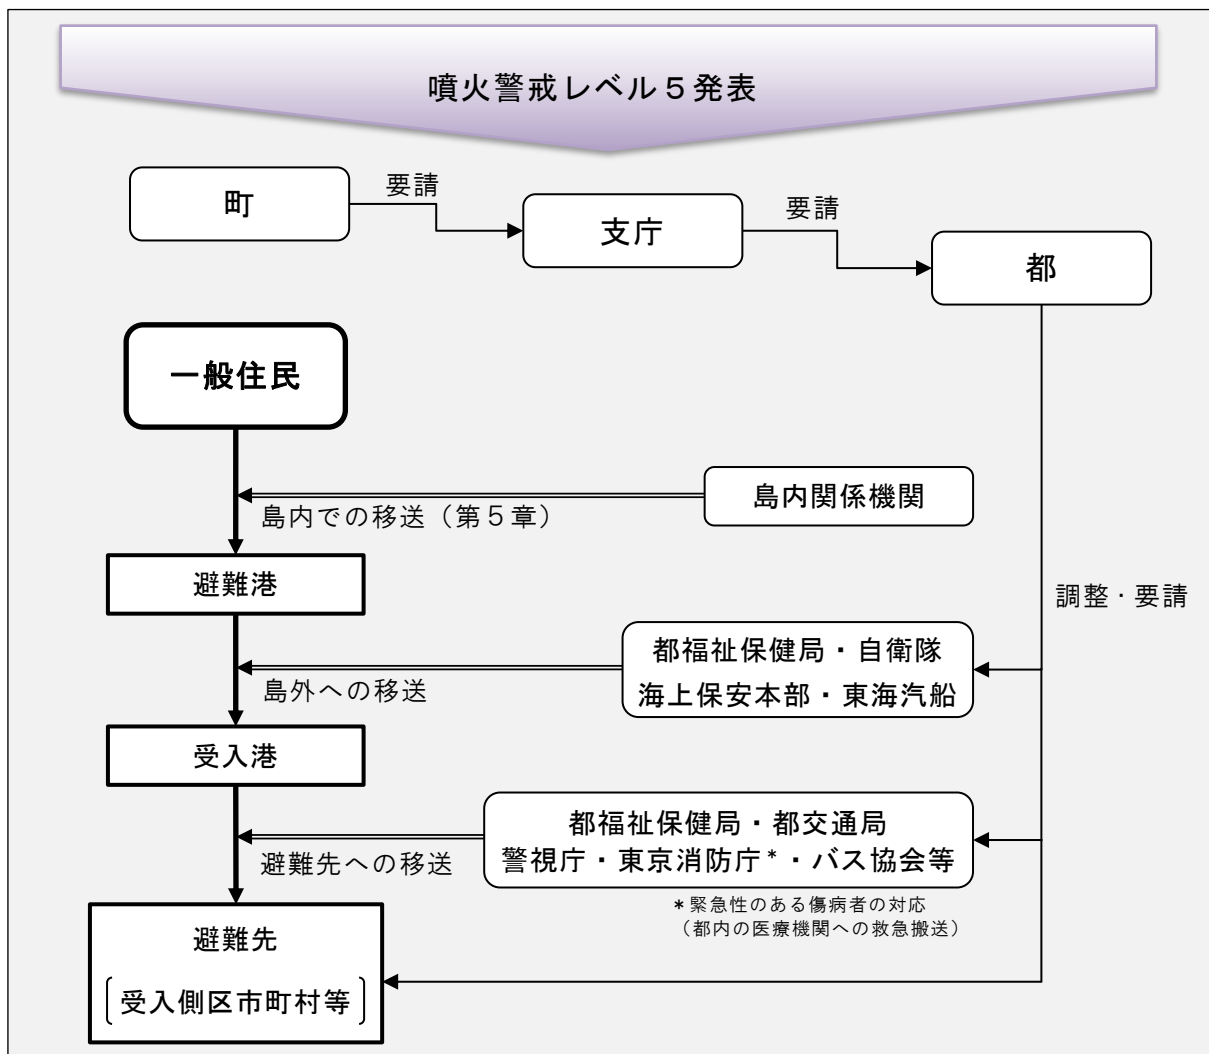 噴火警戒レベル５発表
町
要請
支庁
要請
都
一般住民
島内関係機関
島内での移送（第５章）
避難港
調整・要請
都福祉保健局・自衛隊
海上保安本部・東海汽船
島外への移送
受入港
都福祉保健局・都交通局
警視庁・東京消防庁*・バス協会等
避難先への移送
*緊急性のある傷病者の対応
（都内の医療機関への救急搬送）
避難先
〔受入側区市町村等〕